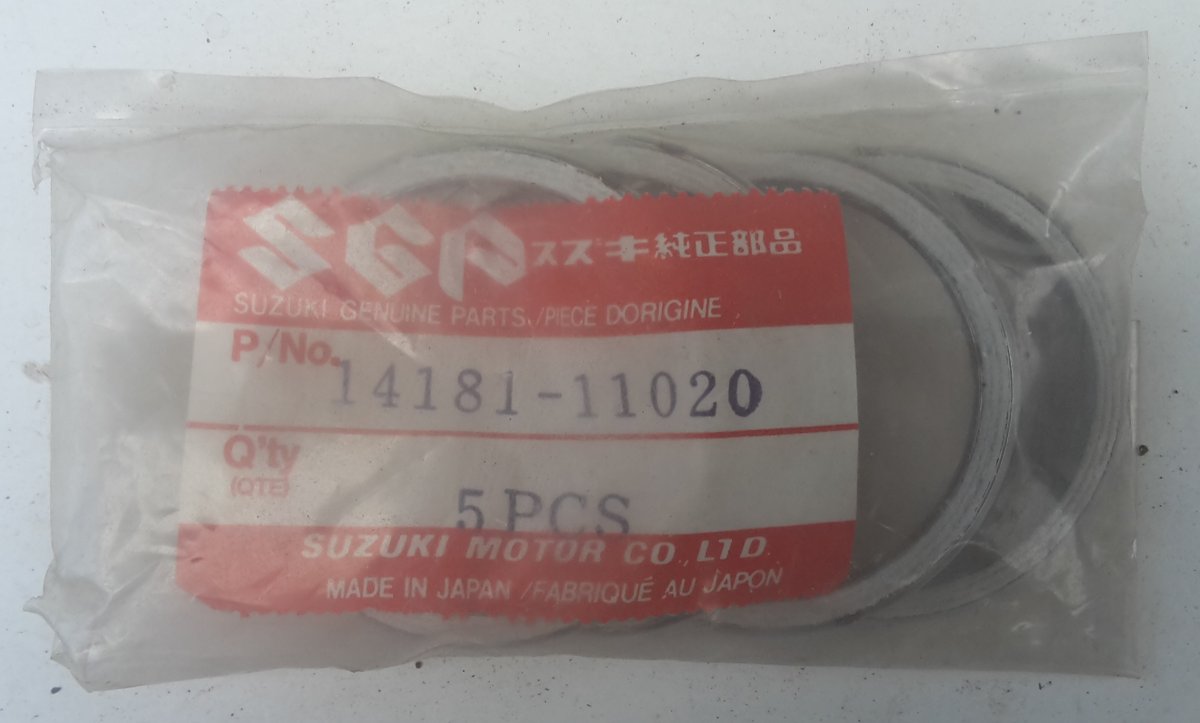 SGP スズキ純正部品
SUZUKI GENUINE PARTS./PIECE DORIGINE
P/No. 14181-11020
Q'ty
(QTE)
5PCS
SUZUKI MOTOR CO., LTD
MADE IN JAPAN /FABRIQUÉ AU JAPON